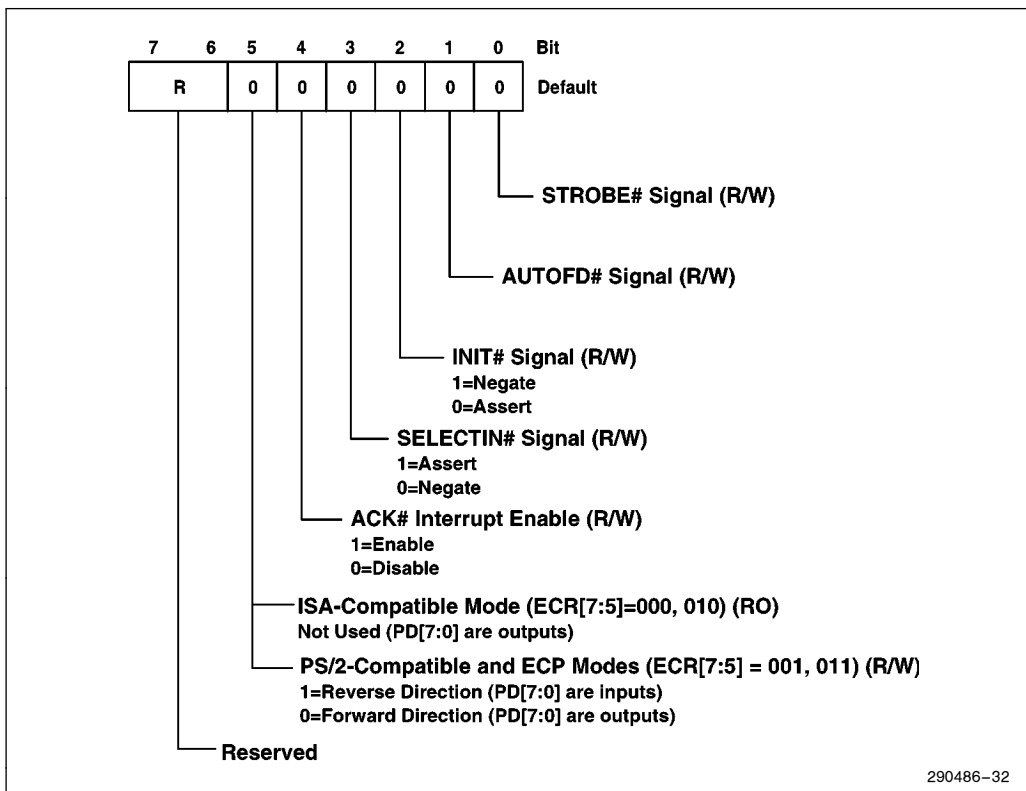 7 6 5 4 3 2 1 0 Bit
R 0 0 0 0 0 0 Default
STROBE# Signal (R/W)
AUTOFD# Signal (R/W)
INIT# Signal (R/W)
1=Negate
0=Assert
SELECTIN# Signal (R/W)
1=Assert
0=Negate
ACK# Interrupt Enable (R/W)
1=Enable
0=Disable
ISA-Compatible Mode (ECR[7:5]=000, 010) (RO)
Not Used (PD[7:0] are outputs)
PS/2-Compatible and ECP Modes (ECR[7:5] = 001, 011) (R/W)
1=Reverse Direction (PD[7:0] are inputs)
0=Forward Direction (PD[7:0] are outputs)
Reserved
290486–32